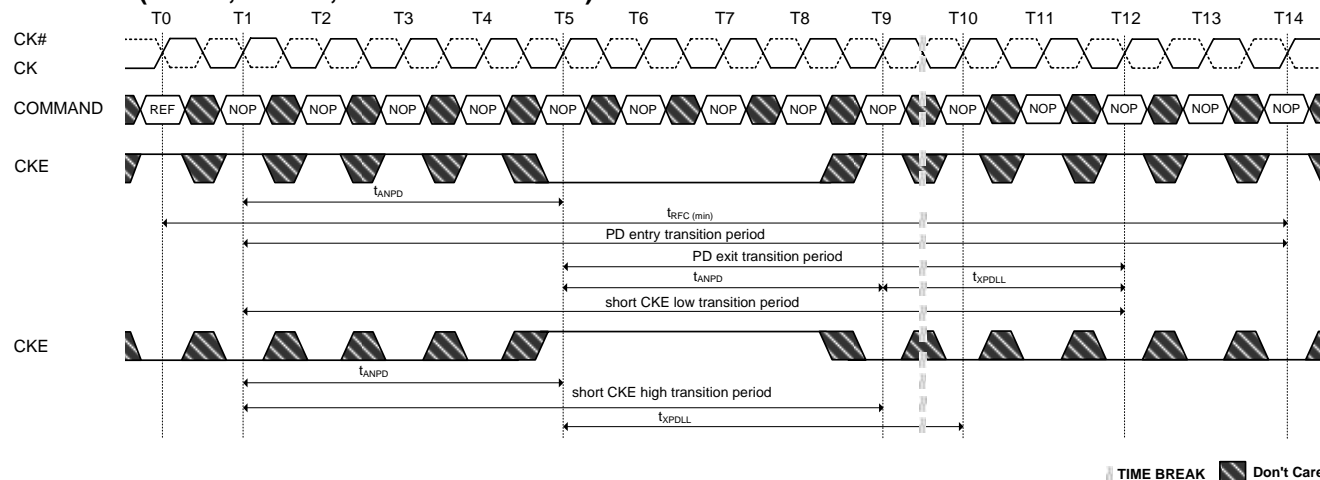 T0 T1 T2 T3 T4 T5 T6 T7 T8 T9 T10 T11 T12 T13 T14
CK#
CK
COMMAND REF NOP NOP NOP NOP NOP NOP NOP NOP NOP NOP NOP NOP NOP NOP
CKE
tANPD
tRFC (min)
PD entry transition period
PD exit transition period
tANPD tXPDLL
short CKE low transition period
CKE
tANPD
short CKE high transition period
tXPDLL
TIME BREAK Don't Care